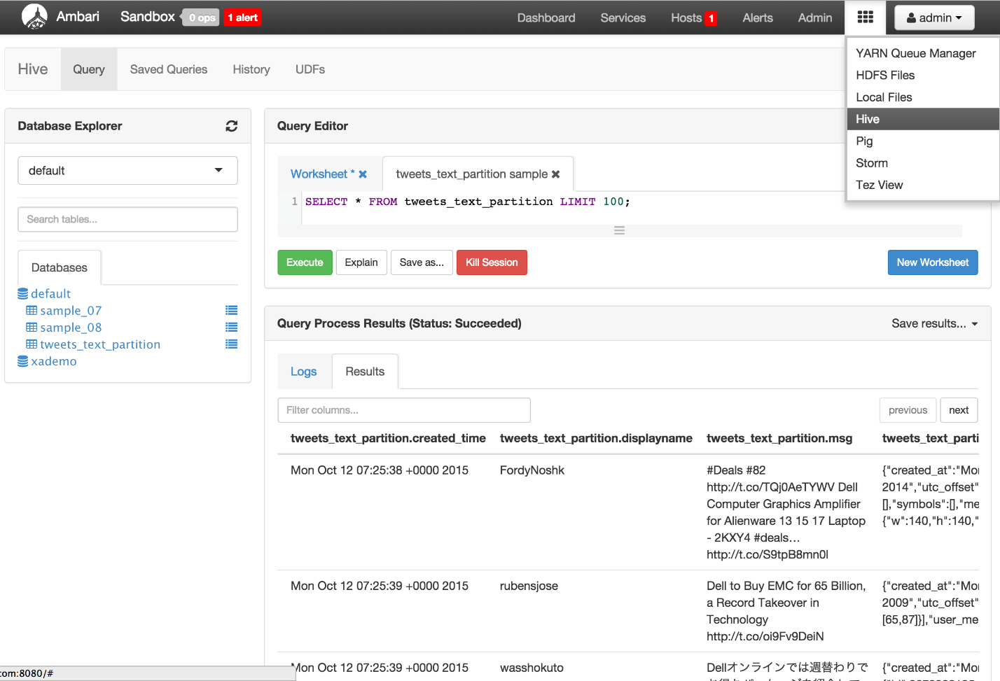 Ambari Sandbox 0 ops 1 alert Dashboard Services Hosts 1 Alerts Admin admin
YARN Queue Manager
HDFS Files
Local Files
Hive
Pig
Storm
Tez View
Hive Query Saved Queries History UDFs
Database Explorer
default
Search tables...
Databases
default
sample_07
sample_08
tweets_text_partition
xademo
Query Editor
Worksheet * tweets_text_partition sample
1 SELECT * FROM tweets_text_partition LIMIT 100;
Execute Explain Save as... Kill Session New Worksheet
Query Process Results (Status: Succeeded) Save results...
Logs Results
Filter columns... previous next
tweets_text_partition.created_time tweets_text_partition.displayname tweets_text_partition.msg tweets_text_parti
Mon Oct 12 07:25:38 +0000 2015 FordyNoshk #Deals #82 {"created_at":"Mo
http://t.co/TQj0AeTYWV Dell 2014","utc_offset"
Computer Graphics Amplifier [],"symbols":[],"me
for Alienware 13 15 17 Laptop {"w":140,"h":140,"
- 2KXY4 #deals…
http://t.co/S9tpB8mn0l
Mon Oct 12 07:25:39 +0000 2015 rubensjose Dell to Buy EMC for 65 Billion, {"created_at":"Mo
a Record Takeover in 2009","utc_offset"
Technology [65,87]}],"user_me
http://t.co/oi9Fv9DeiN
Mon Oct 12 07:25:39 +0000 2015 wasshokuto Dellオンラインでは週替わりで {"created_at":"Mo
com:8080/#